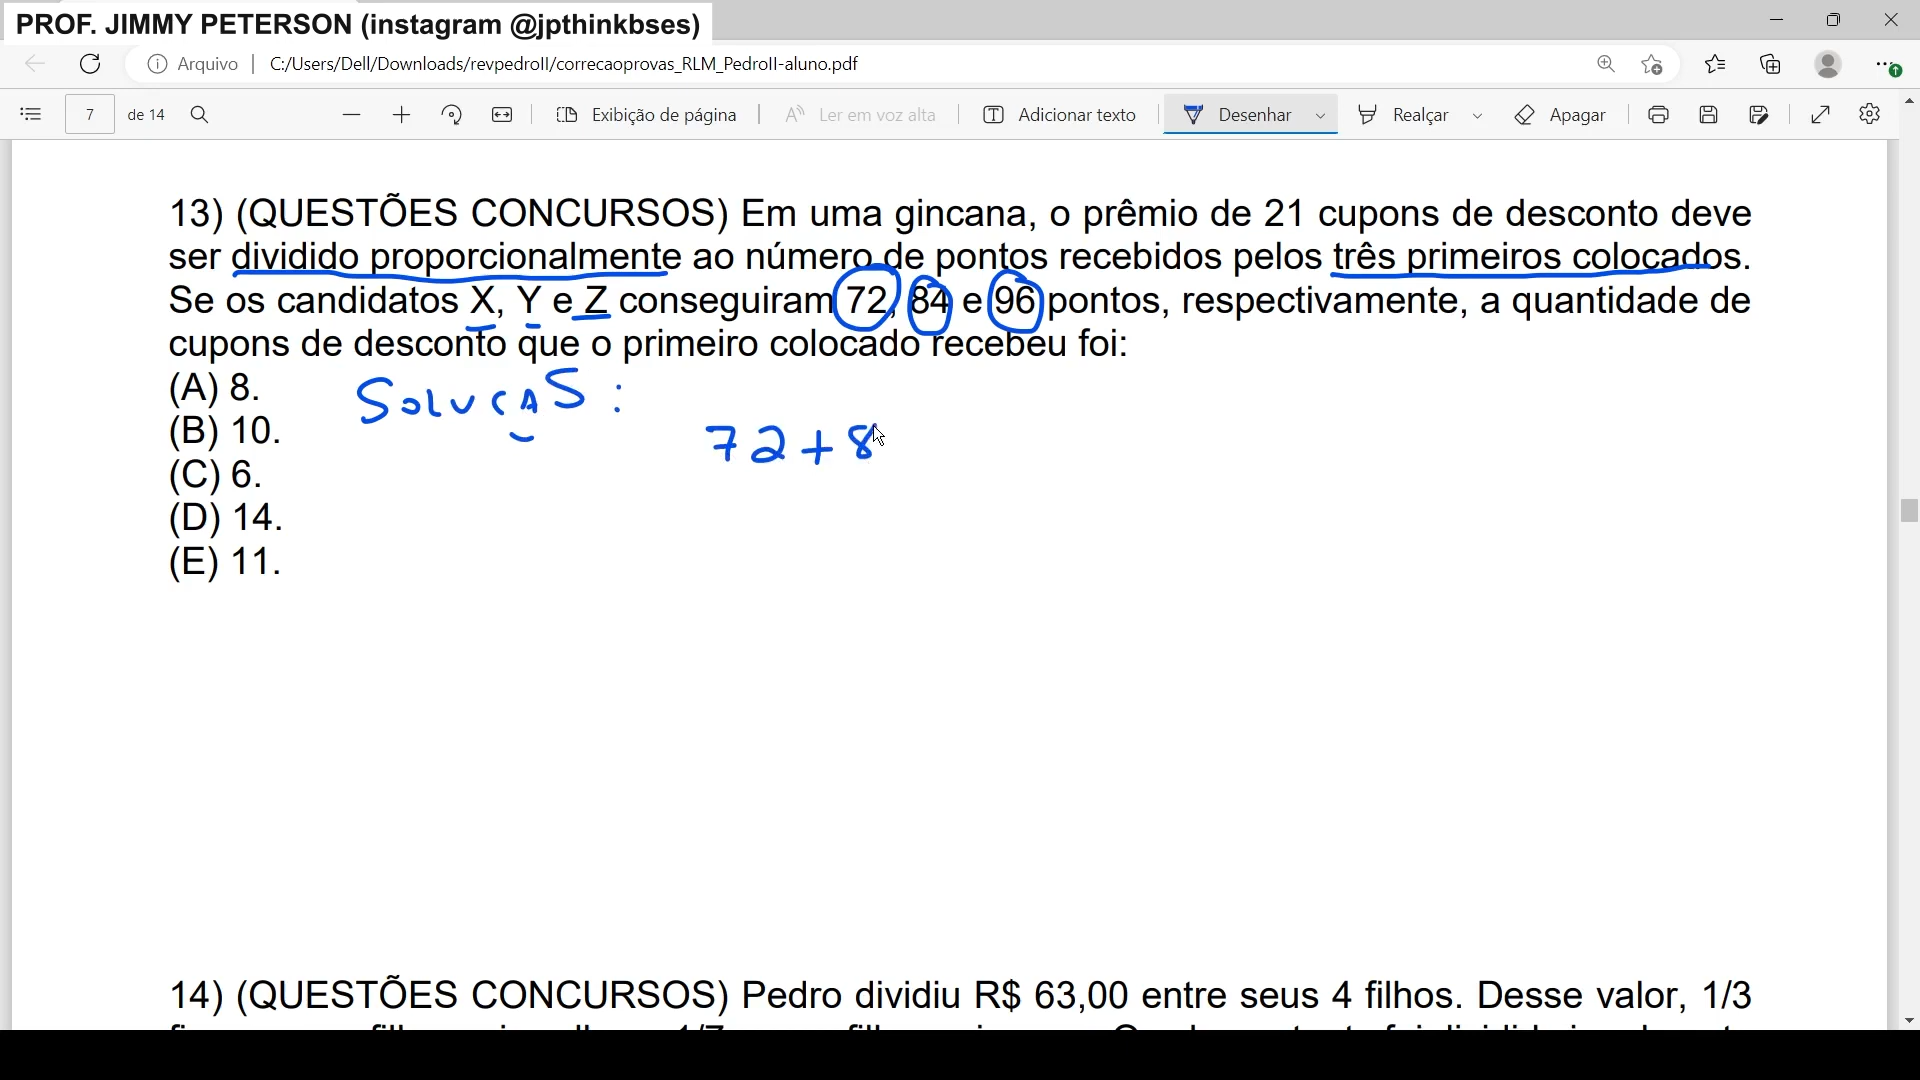 PROF. JIMMY PETERSON (instagram @jpthinkbses)
Arquivo | C:/Users/Dell/Downloads/revpedroII/correcaoprovas_RLM_PedroII-aluno.pdf
7 de 14 Exibição de página Ler em voz alta Adicionar texto Desenhar Realçar Apagar
13) (QUESTÕES CONCURSOS) Em uma gincana, o prêmio de 21 cupons de desconto deve
ser dividido proporcionalmente ao número de pontos recebidos pelos três primeiros colocados.
Se os candidatos X, Y e Z conseguiram 72, 84 e 96 pontos, respectivamente, a quantidade de
cupons de desconto que o primeiro colocado recebeu foi:
(A) 8.
SOLUÇAS :
(B) 10.
72+8
(C) 6.
(D) 14.
(E) 11.
14) (QUESTÕES CONCURSOS) Pedro dividiu R$ 63,00 entre seus 4 filhos. Desse valor, 1/3